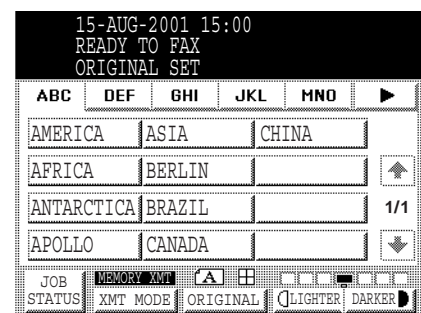 15-AUG-2001 15:00
READY TO FAX
ORIGINAL SET
ABC DEF GHI JKL MNO
AMERICA ASIA CHINA
AFRICA BERLIN
ANTARCTICA BRAZIL 1/1
APOLLO CANADA
JOB STATUS MEMORY XMT A
XMT MODE ORIGINAL LIGHTER DARKER